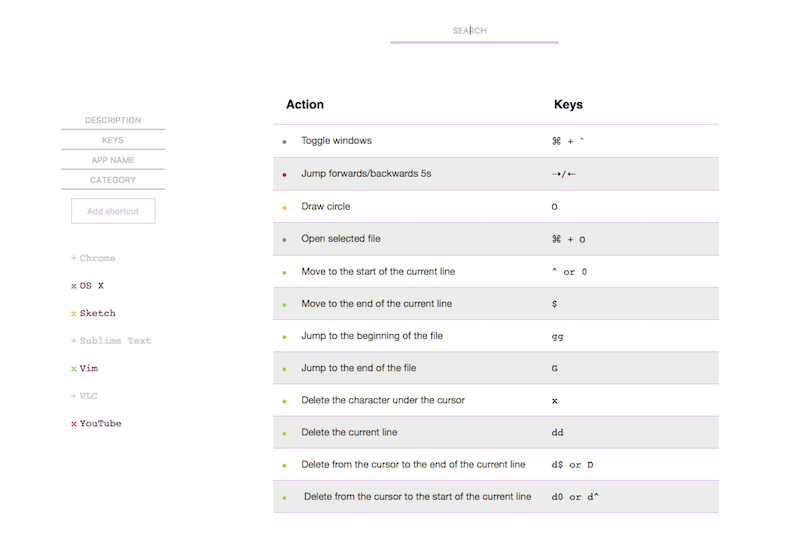 SEARCH
DESCRIPTION
KEYS
APP NAME
CATEGORY
Add shortcut
+ Chrome
x OS X
x Sketch
+ Sublime Text
x Vim
+ VLC
x YouTube
Action Keys
Toggle windows ⌘ + `
Jump forwards/backwards 5s →/←
Draw circle O
Open selected file ⌘ + O
Move to the start of the current line ^ or 0
Move to the end of the current line $
Jump to the beginning of the file gg
Jump to the end of the file G
Delete the character under the cursor x
Delete the current line dd
Delete from the cursor to the end of the current line d$ or D
Delete from the cursor to the start of the current line d0 or d^